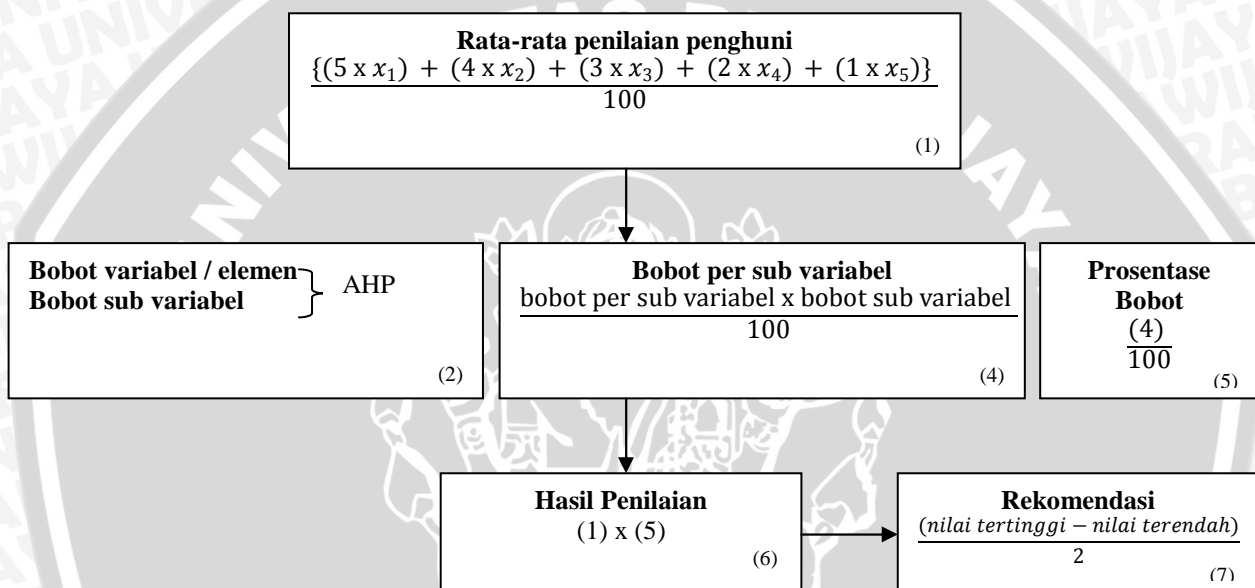 Rata-rata penilaian penghuni
{(5 x x₁) + (4 x x₂) + (3 x x₃) + (2 x x₄) + (1 x x₅)}
100
(1)
Bobot variabel / elemen
Bobot sub variabel
AHP
(2)
Bobot per sub variabel
bobot per sub variabel x bobot sub variabel
100
(4)
Prosentase
Bobot
(4)
100
(5)
Hasil Penilaian
(1) x (5)
(6)
Rekomendasi
(nilai tertinggi − nilai terendah)
2
(7)